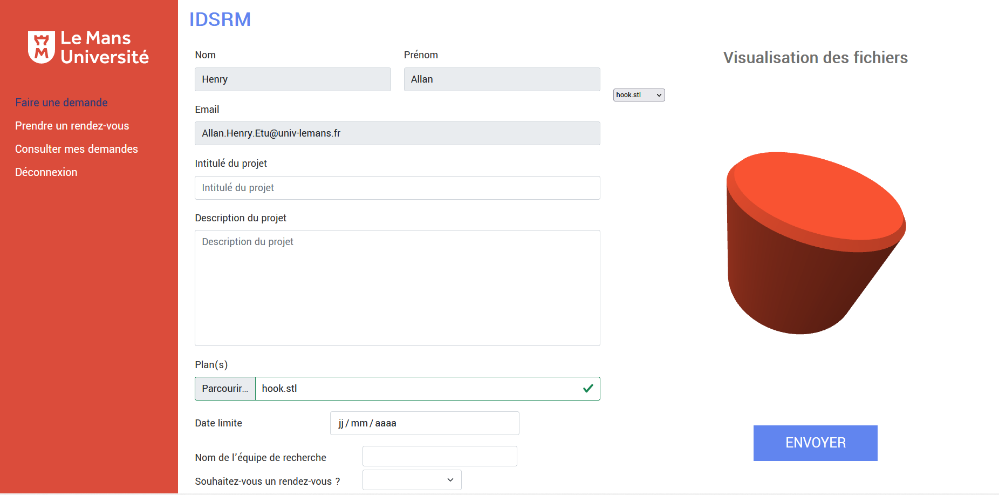 Le Mans
Université
Faire une demande
Prendre un rendez-vous
Consulter mes demandes
Déconnexion
IDSRM
Nom
Prénom
Henry
Allan
Email
Allan.Henry.Etu@univ-lemans.fr
Intitulé du projet
Intitulé du projet
Description du projet
Description du projet
Plan(s)
Parcourir... hook.stl
Date limite
jj / mm / aaaa
Nom de l'équipe de recherche
Souhaitez-vous un rendez-vous ?
Visualisation des fichiers
hook.stl
ENVOYER